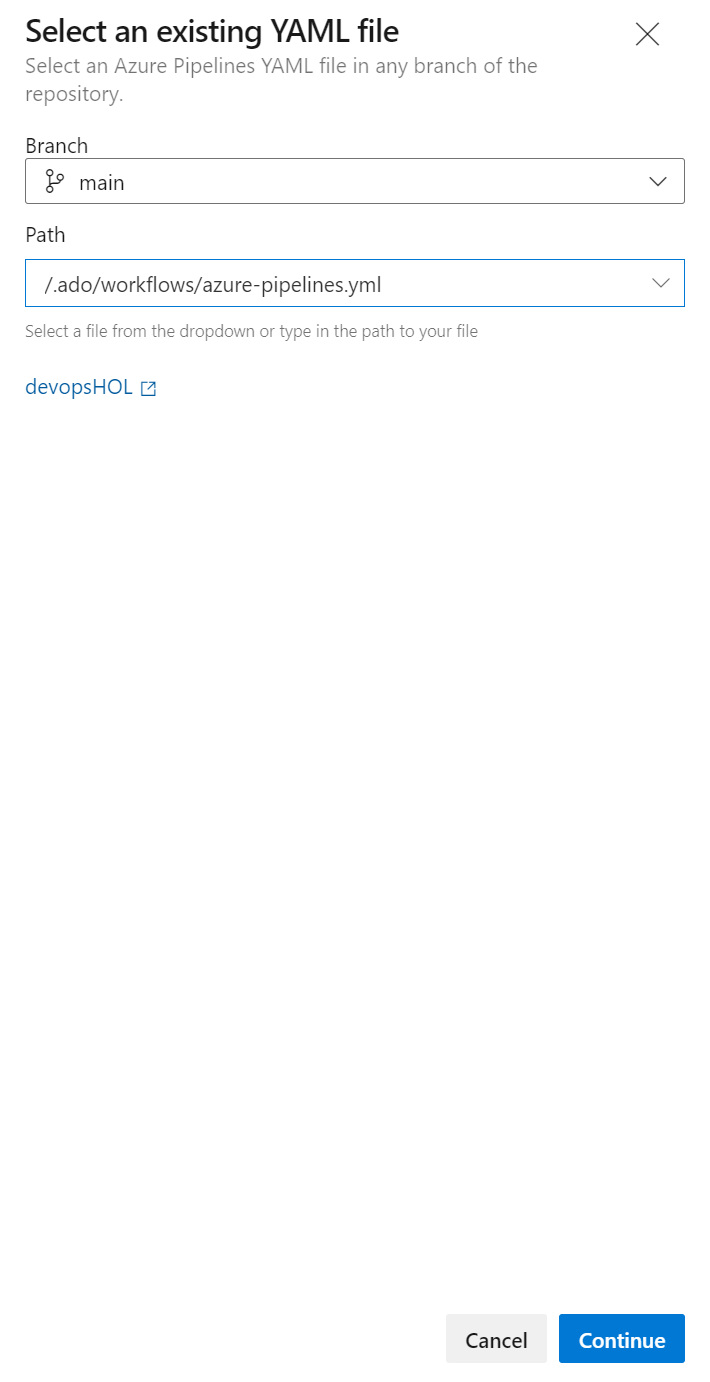 Select an existing YAML file
Select an Azure Pipelines YAML file in any branch of the
repository.
Branch
main
Path
/.ado/workflows/azure-pipelines.yml
Select a file from the dropdown or type in the path to your file
devopsHOL
Cancel
Continue